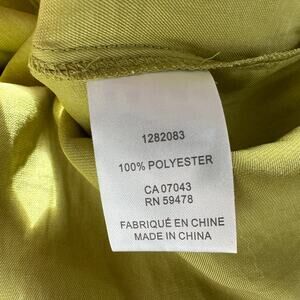 1282083
100% POLYESTER
CA 07043
RN 59478
FABRIQUÉ EN CHINE
MADE IN CHINA